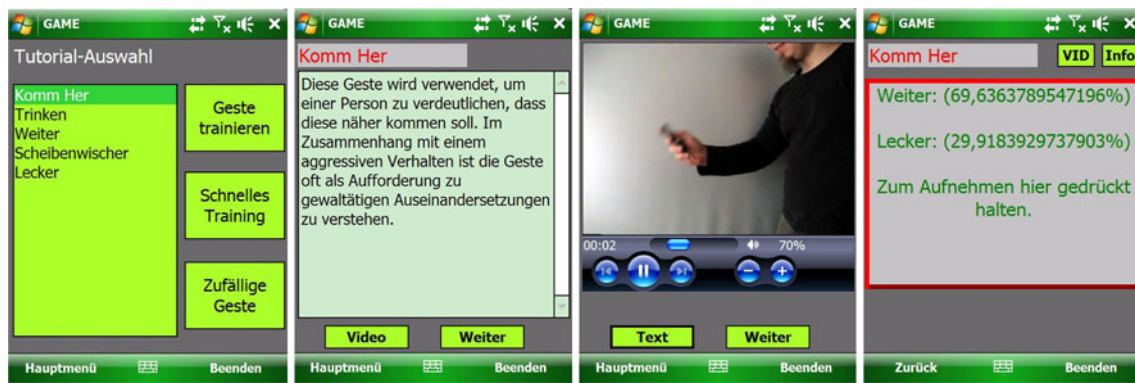 GAME
Tutorial-Auswahl
Komm Her
Trinken
Weiter
Scheibenwischer
Lecker
Geste
trainieren
Schnelles
Training
Zufällige
Geste
Hauptmenü
Beenden
GAME
Komm Her
Diese Geste wird verwendet, um
einer Person zu verdeutlichen, dass
diese näher kommen soll. Im
Zusammenhang mit einem
aggressiven Verhalten ist die Geste
oft als Aufforderung zu
gewaltätigen Auseinandersetzungen
zu verstehen.
Video
Weiter
Hauptmenü
Beenden
GAME
00:02
70%
Text
Weiter
Hauptmenü
Beenden
GAME
Komm Her
VID
Info
Weiter: (69,6363789547196%)
Lecker: (29,9183929737903%)
Zum Aufnehmen hier gedrückt
halten.
Zurück
Beenden